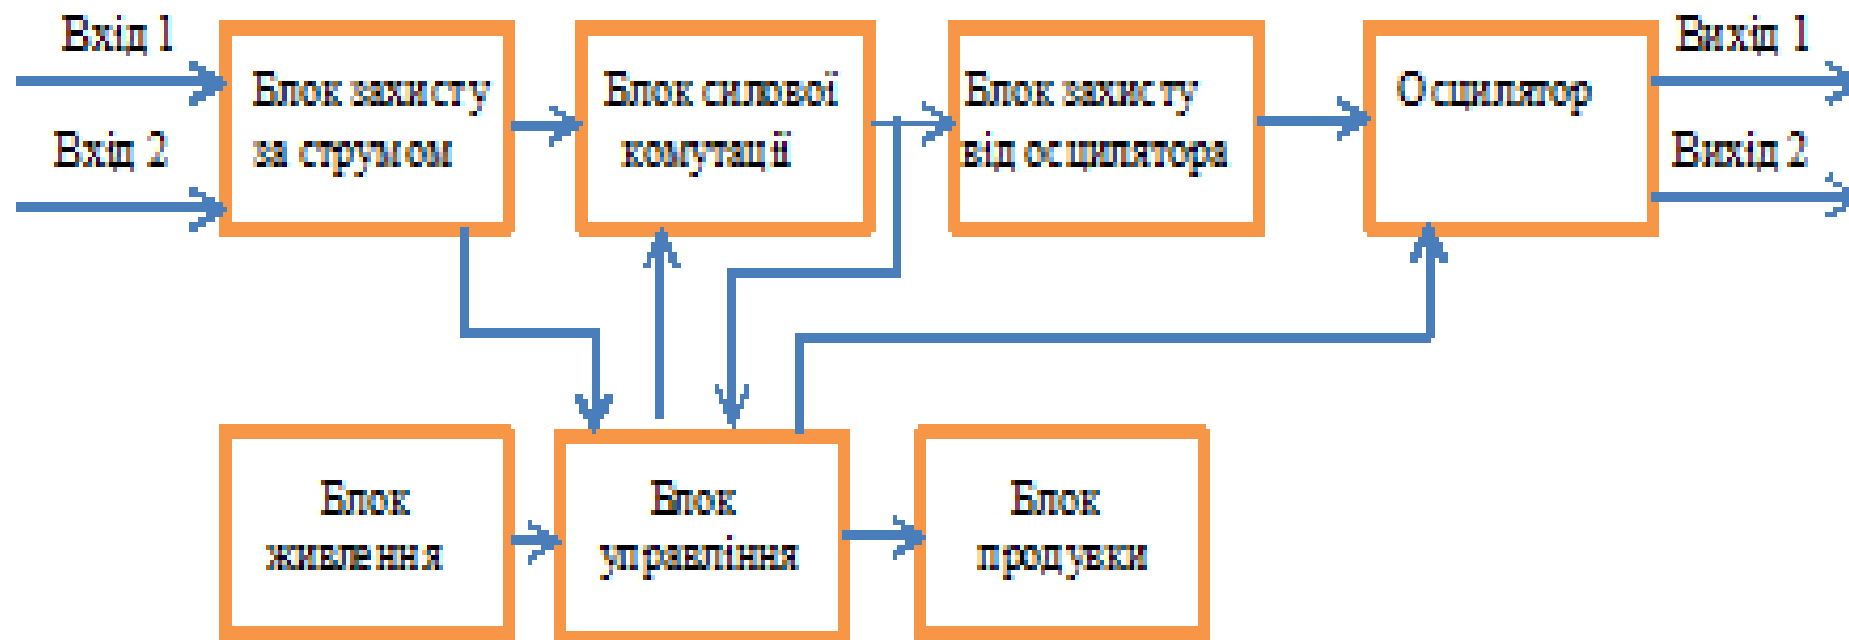 Вхід 1
Вхід 2
Блок захисту
за струмом
Блок силової
комутації
Блок захисту
від осцилятора
Осцилятор
Вихід 1
Вихід 2
Блок
живлення
Блок
управління
Блок
продувки